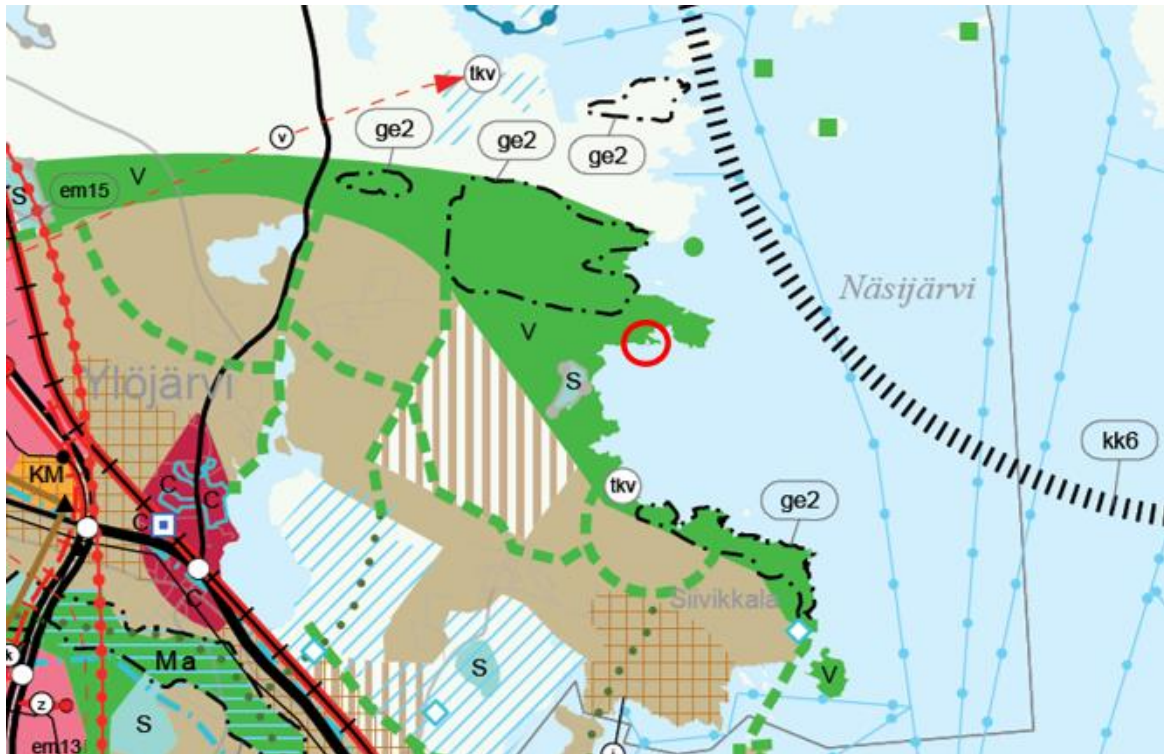 tkv
v
ge2
ge2
ge2
V
em15
S
Näsijärvi
V
S
Ylöjärvi
kk6
KM
C
C
C
C
tkv
ge2
Siivikkala
Ma
S
V
z
S
em13